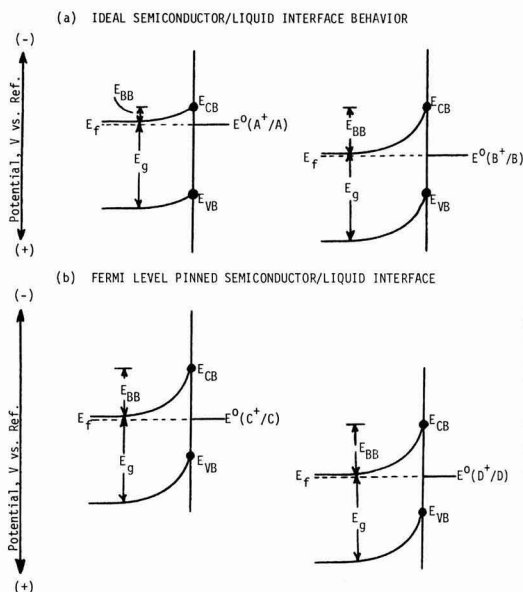 (a) IDEAL SEMICONDUCTOR/LIQUID INTERFACE BEHAVIOR
(-)
Potential, V vs. Ref.
(+)
E_BB
E_CB
E_f
E°(A⁺/A)
E_g
E_VB
E_CB
E_BB
E_f
E°(B⁺/B)
E_g
E_VB
(b) FERMI LEVEL PINNED SEMICONDUCTOR/LIQUID INTERFACE
(-)
Potential, V vs. Ref.
(+)
E_CB
E_BB
E_f
E°(C⁺/C)
E_g
E_VB
E_CB
E_BB
E_f
E°(D⁺/D)
E_g
E_VB